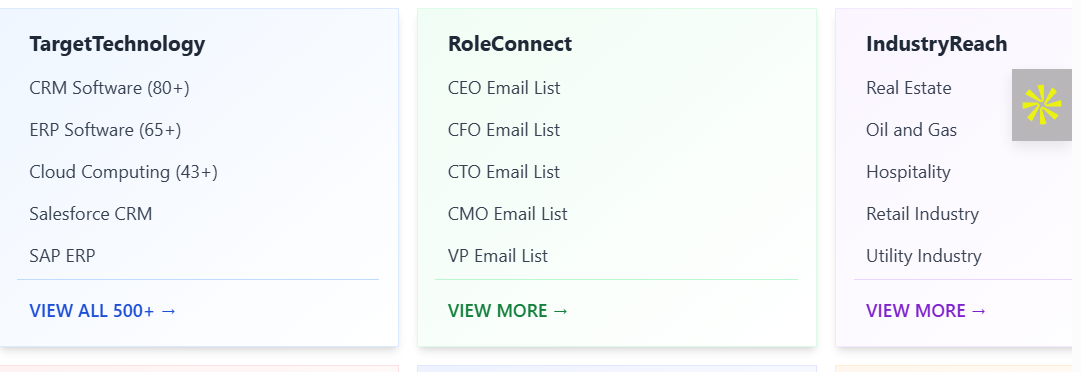 TargetTechnology
CRM Software (80+)
ERP Software (65+)
Cloud Computing (43+)
Salesforce CRM
SAP ERP
VIEW ALL 500+ →
RoleConnect
CEO Email List
CFO Email List
CTO Email List
CMO Email List
VP Email List
VIEW MORE →
IndustryReach
Real Estate
Oil and Gas
Hospitality
Retail Industry
Utility Industry
VIEW MORE →